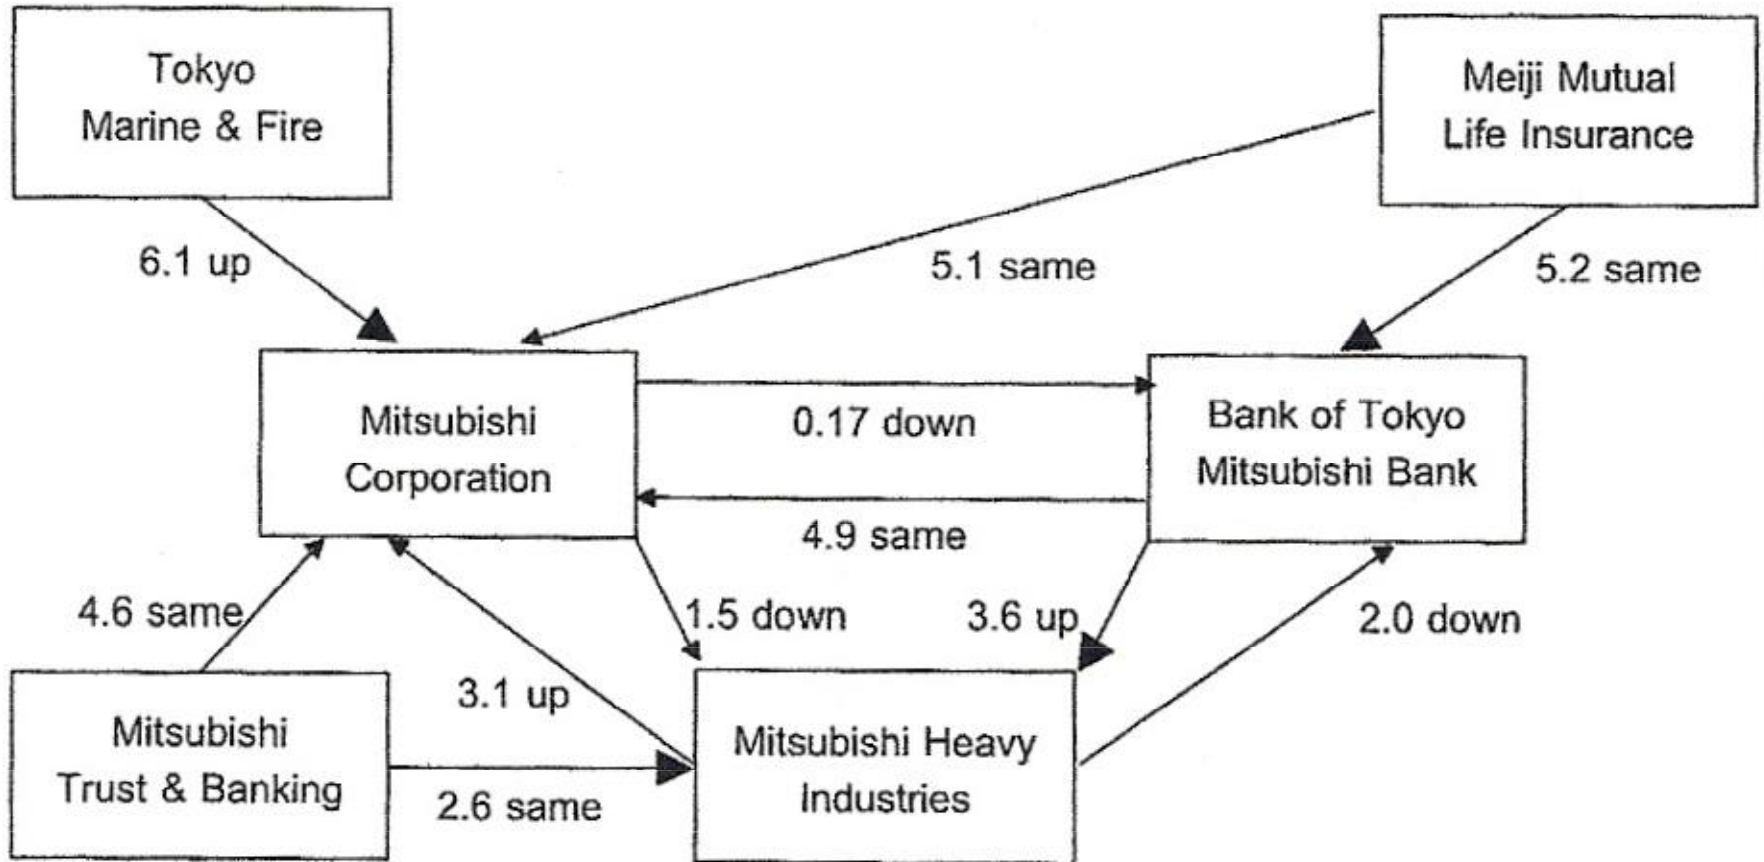 Tokyo
Marine & Fire
Meiji Mutual
Life Insurance
6.1 up
5.1 same
5.2 same
Mitsubishi
Corporation
0.17 down
Bank of Tokyo
Mitsubishi Bank
4.9 same
4.6 same
1.5 down
3.6 up
2.0 down
3.1 up
Mitsubishi
Trust & Banking
2.6 same
Mitsubishi Heavy
Industries